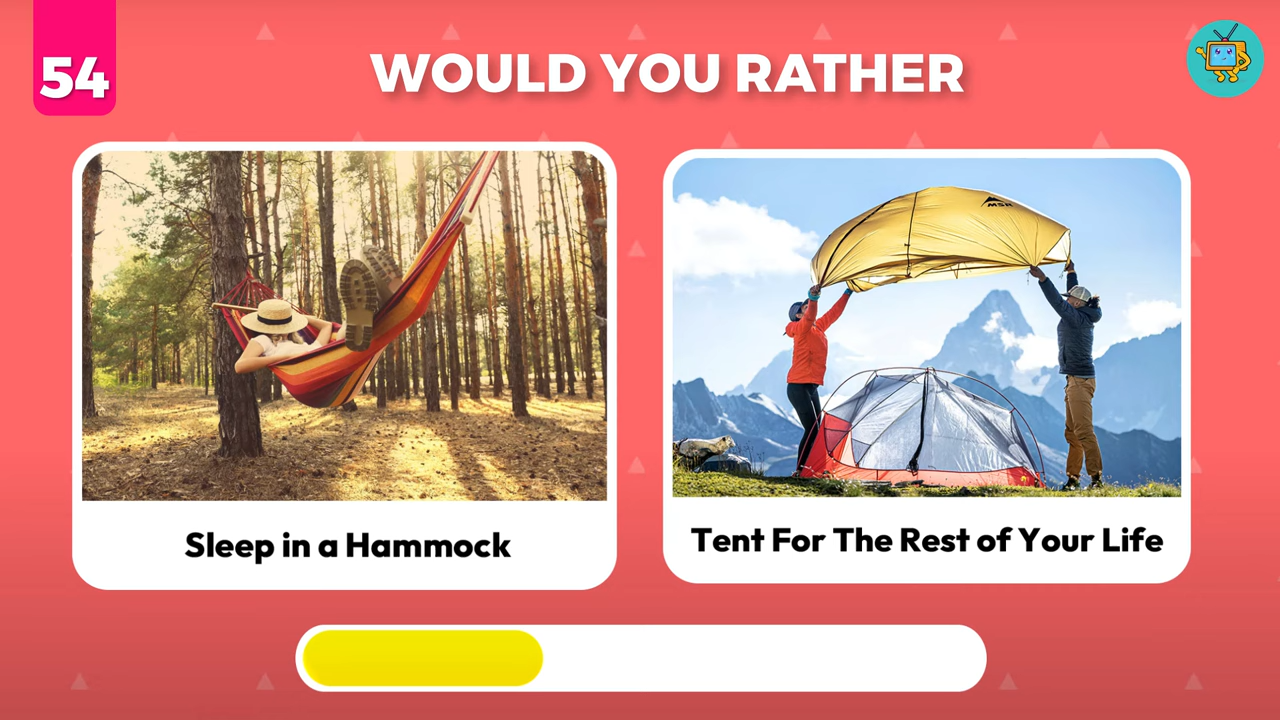 54
WOULD YOU RATHER
MSR
Sleep in a Hammock
Tent For The Rest of Your Life